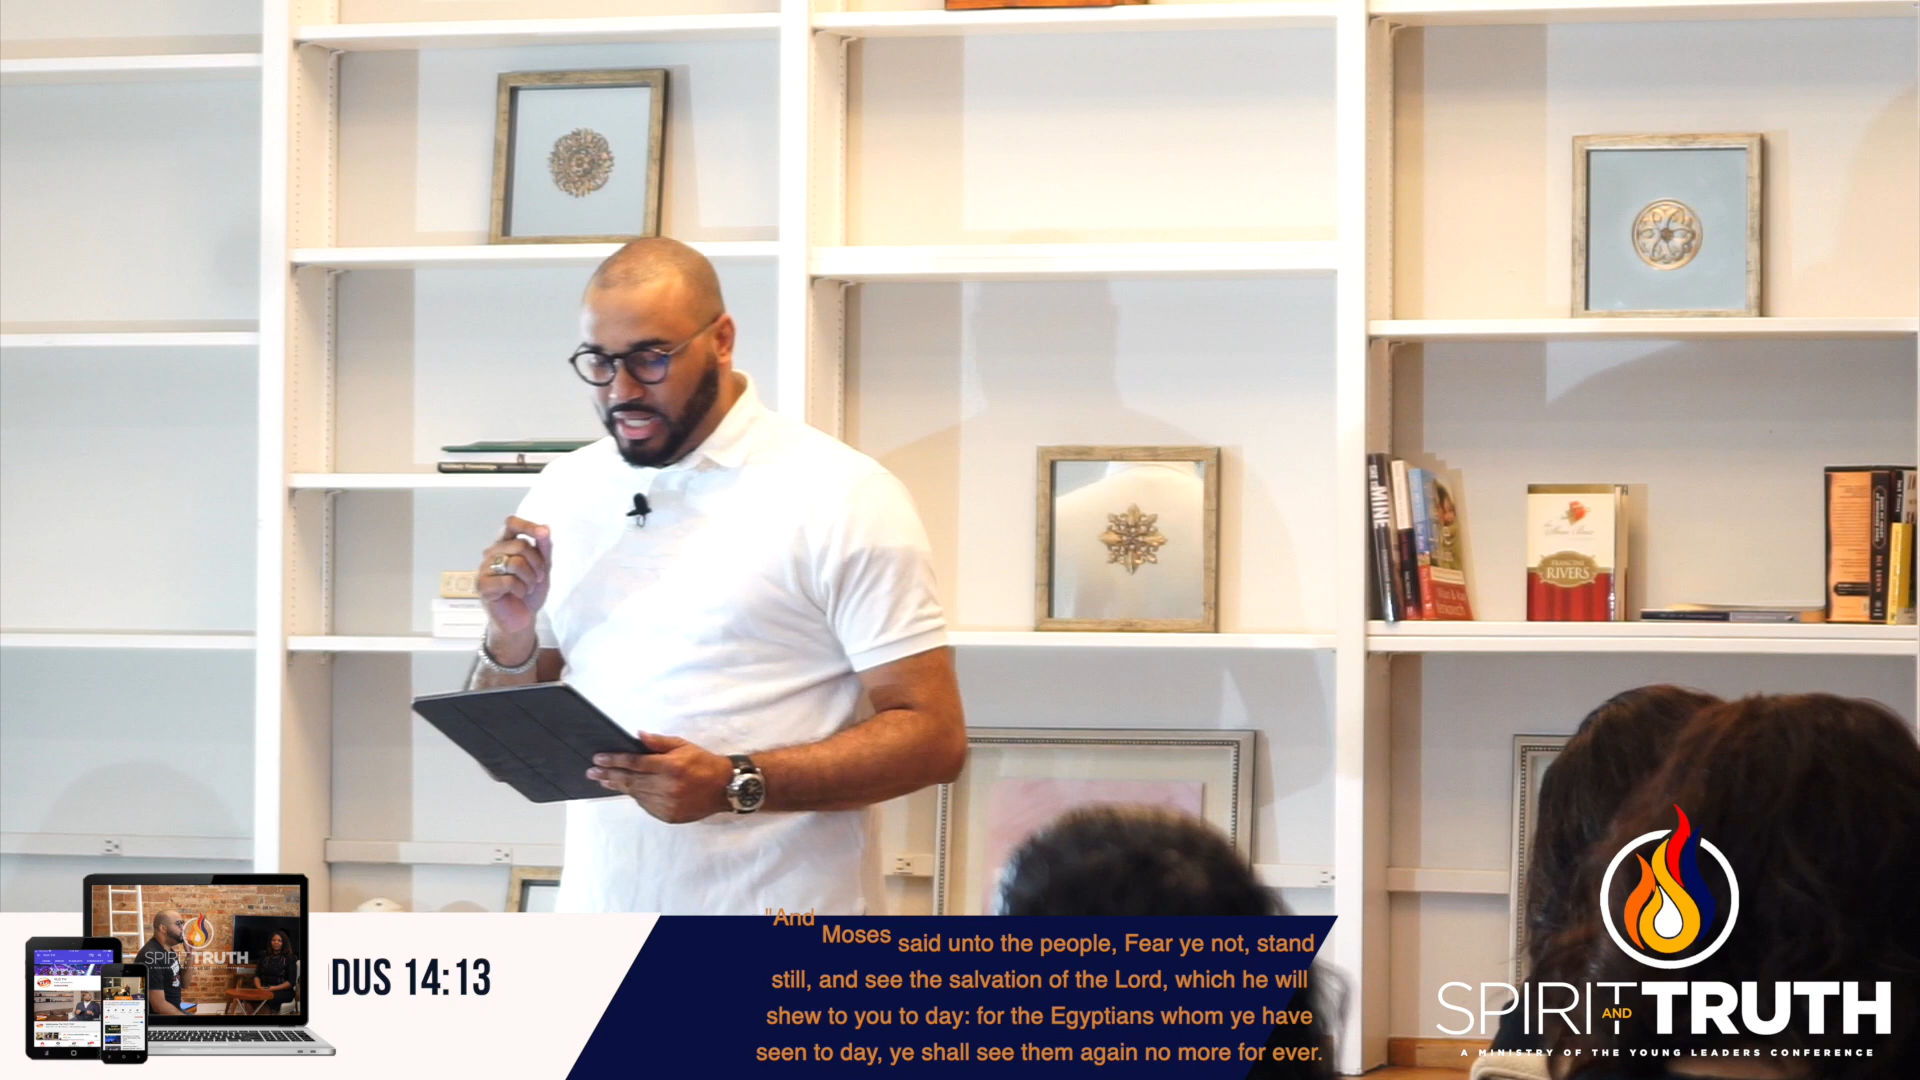 MINE
FRANCINE
RIVERS
"And Moses said unto the people, Fear ye not, stand
still, and see the salvation of the Lord, which he will
shew to you to day: for the Egyptians whom ye have
seen to day, ye shall see them again no more for ever.
DUS 14:13
SPIRIT TRUTH
SPIRIT AND TRUTH
A MINISTRY OF THE YOUNG LEADERS CONFERENCE